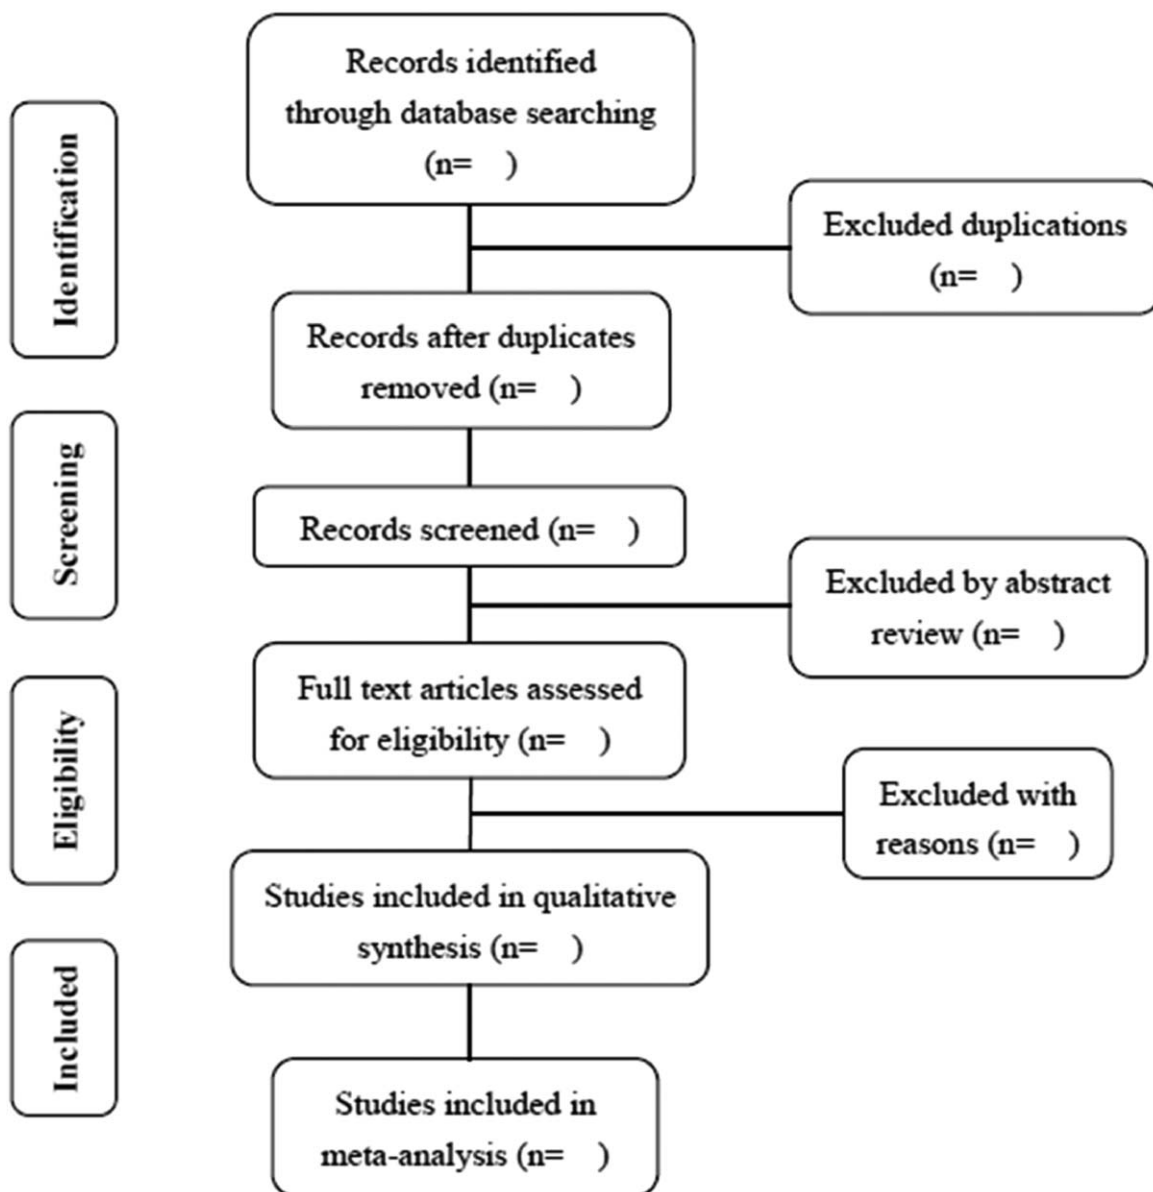 Identification
Records identified
through database searching
(n=    )
Excluded duplications
(n=    )
Records after duplicates
removed (n=    )
Screening
Records screened (n=    )
Excluded by abstract
review (n=    )
Eligibility
Full text articles assessed
for eligibility (n=    )
Excluded with
reasons (n=    )
Studies included in qualitative
synthesis (n=    )
Included
Studies included in
meta-analysis (n=    )